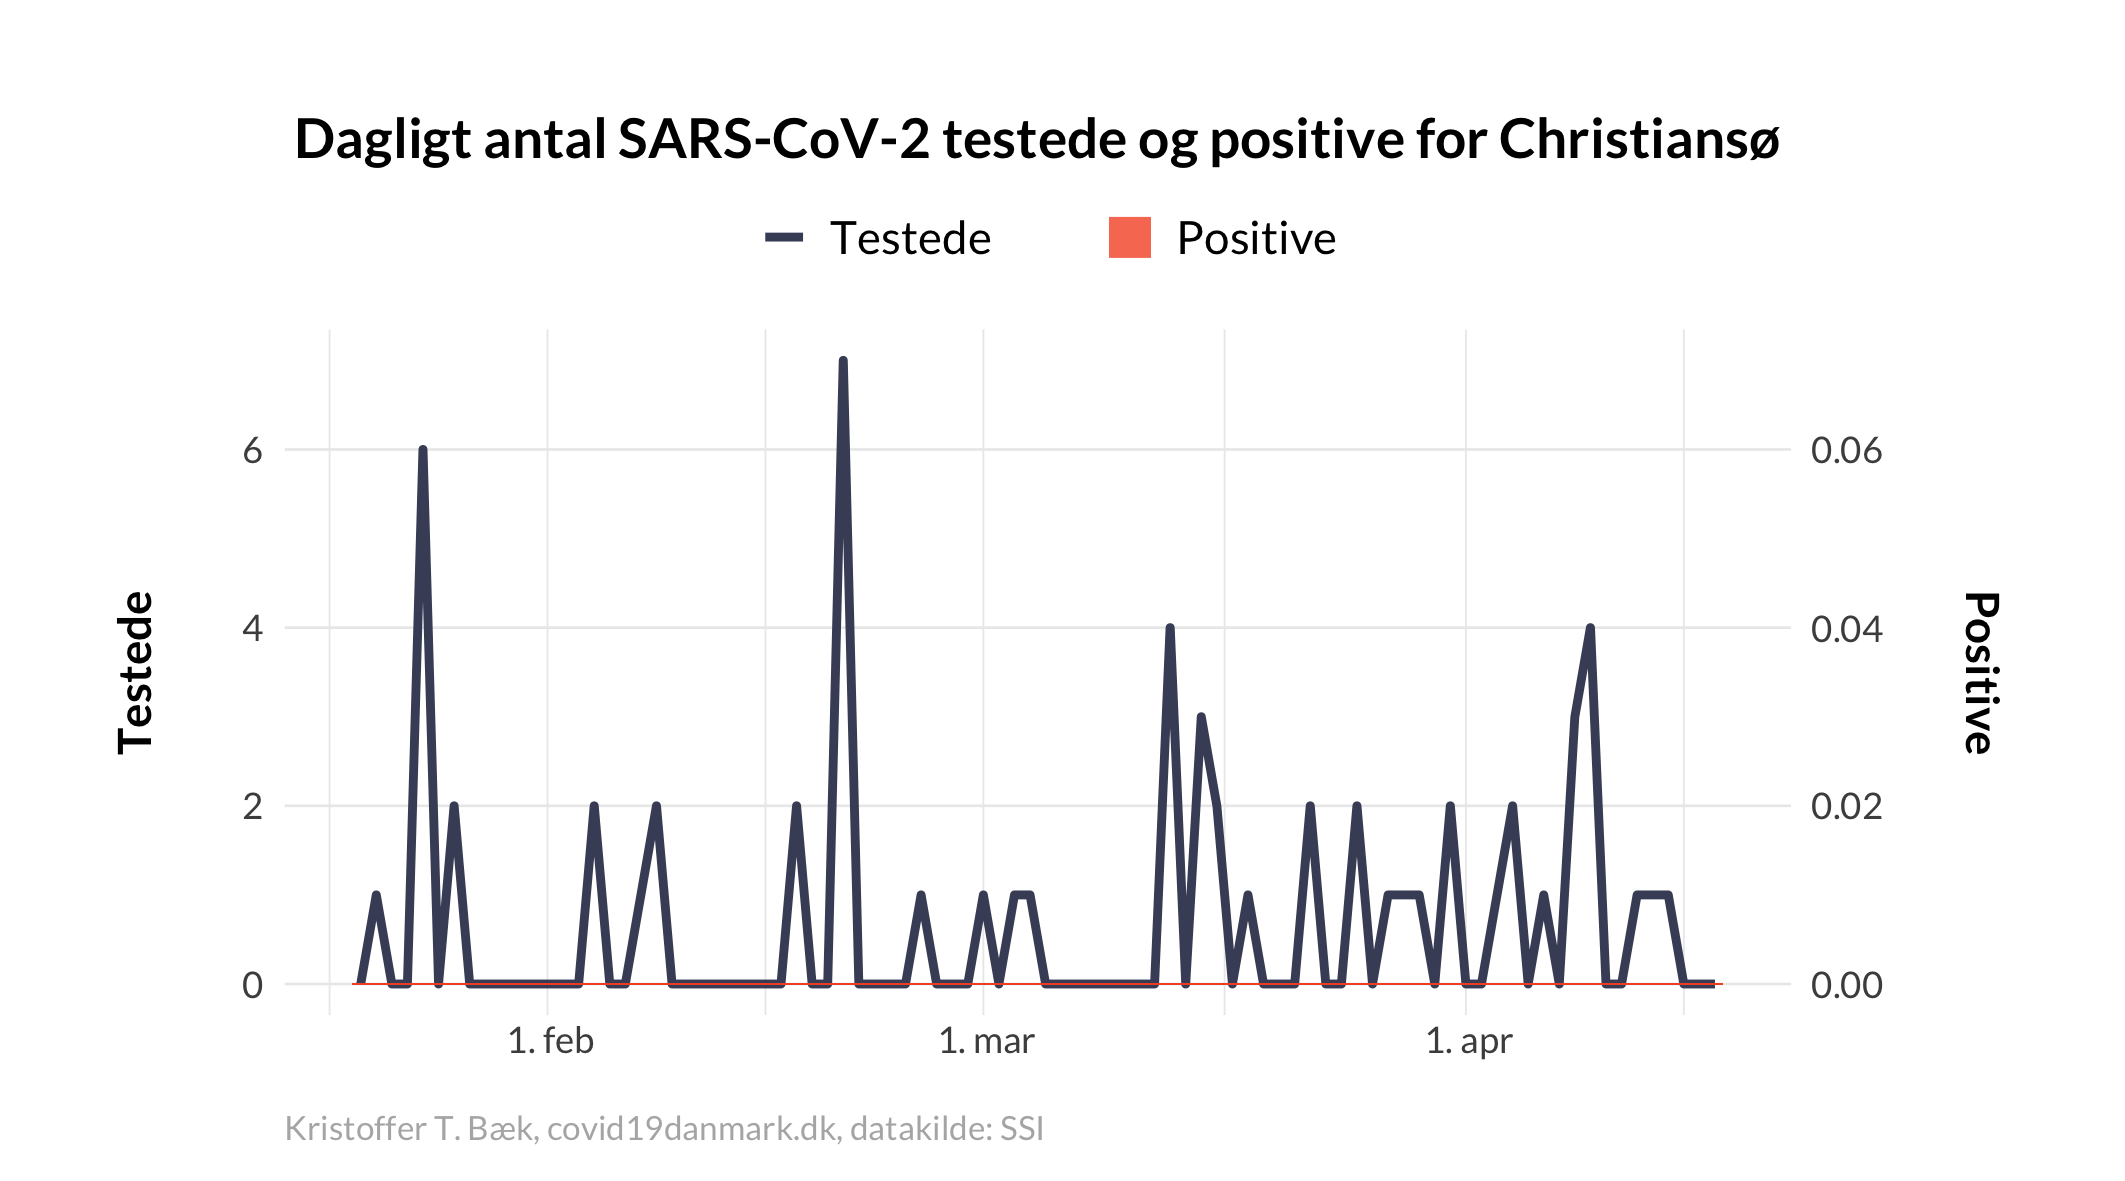 Dagligt antal SARS-CoV-2 testede og positive for Christiansø
Testede
Positive
6
4
2
0
Testede
0.06
0.04
0.02
0.00
Positive
1. feb
1. mar
1. apr
Kristoffer T. Bæk, covid19danmark.dk, datakilde: SSI